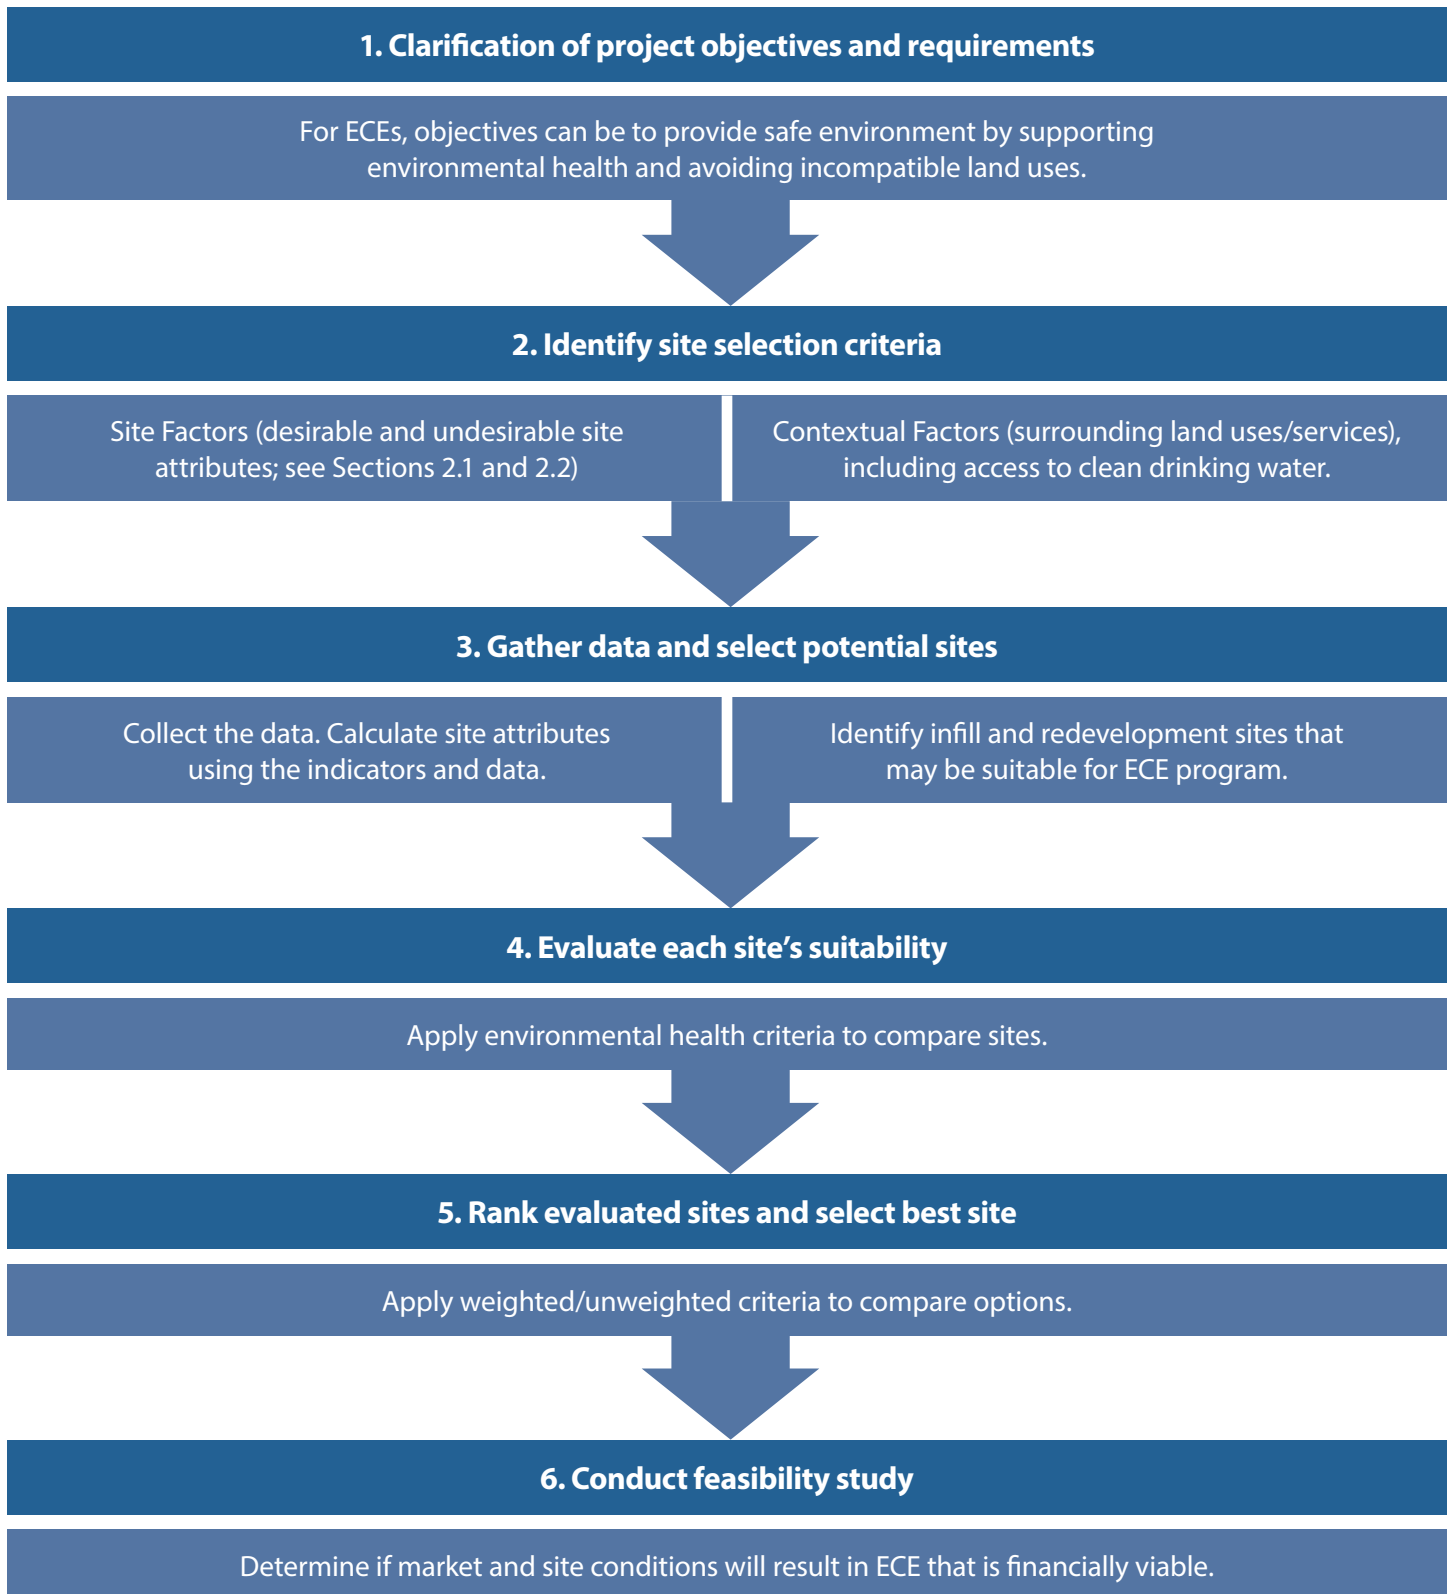 1. Clarification of project objectives and requirements
For ECEs, objectives can be to provide safe environment by supporting
environmental health and avoiding incompatible land uses.
2. Identify site selection criteria
Site Factors (desirable and undesirable site
attributes; see Sections 2.1 and 2.2)
Contextual Factors (surrounding land uses/services),
including access to clean drinking water.
3. Gather data and select potential sites
Collect the data. Calculate site attributes
using the indicators and data.
Identify infill and redevelopment sites that
may be suitable for ECE program.
4. Evaluate each site’s suitability
Apply environmental health criteria to compare sites.
5. Rank evaluated sites and select best site
Apply weighted/unweighted criteria to compare options.
6. Conduct feasibility study
Determine if market and site conditions will result in ECE that is financially viable.